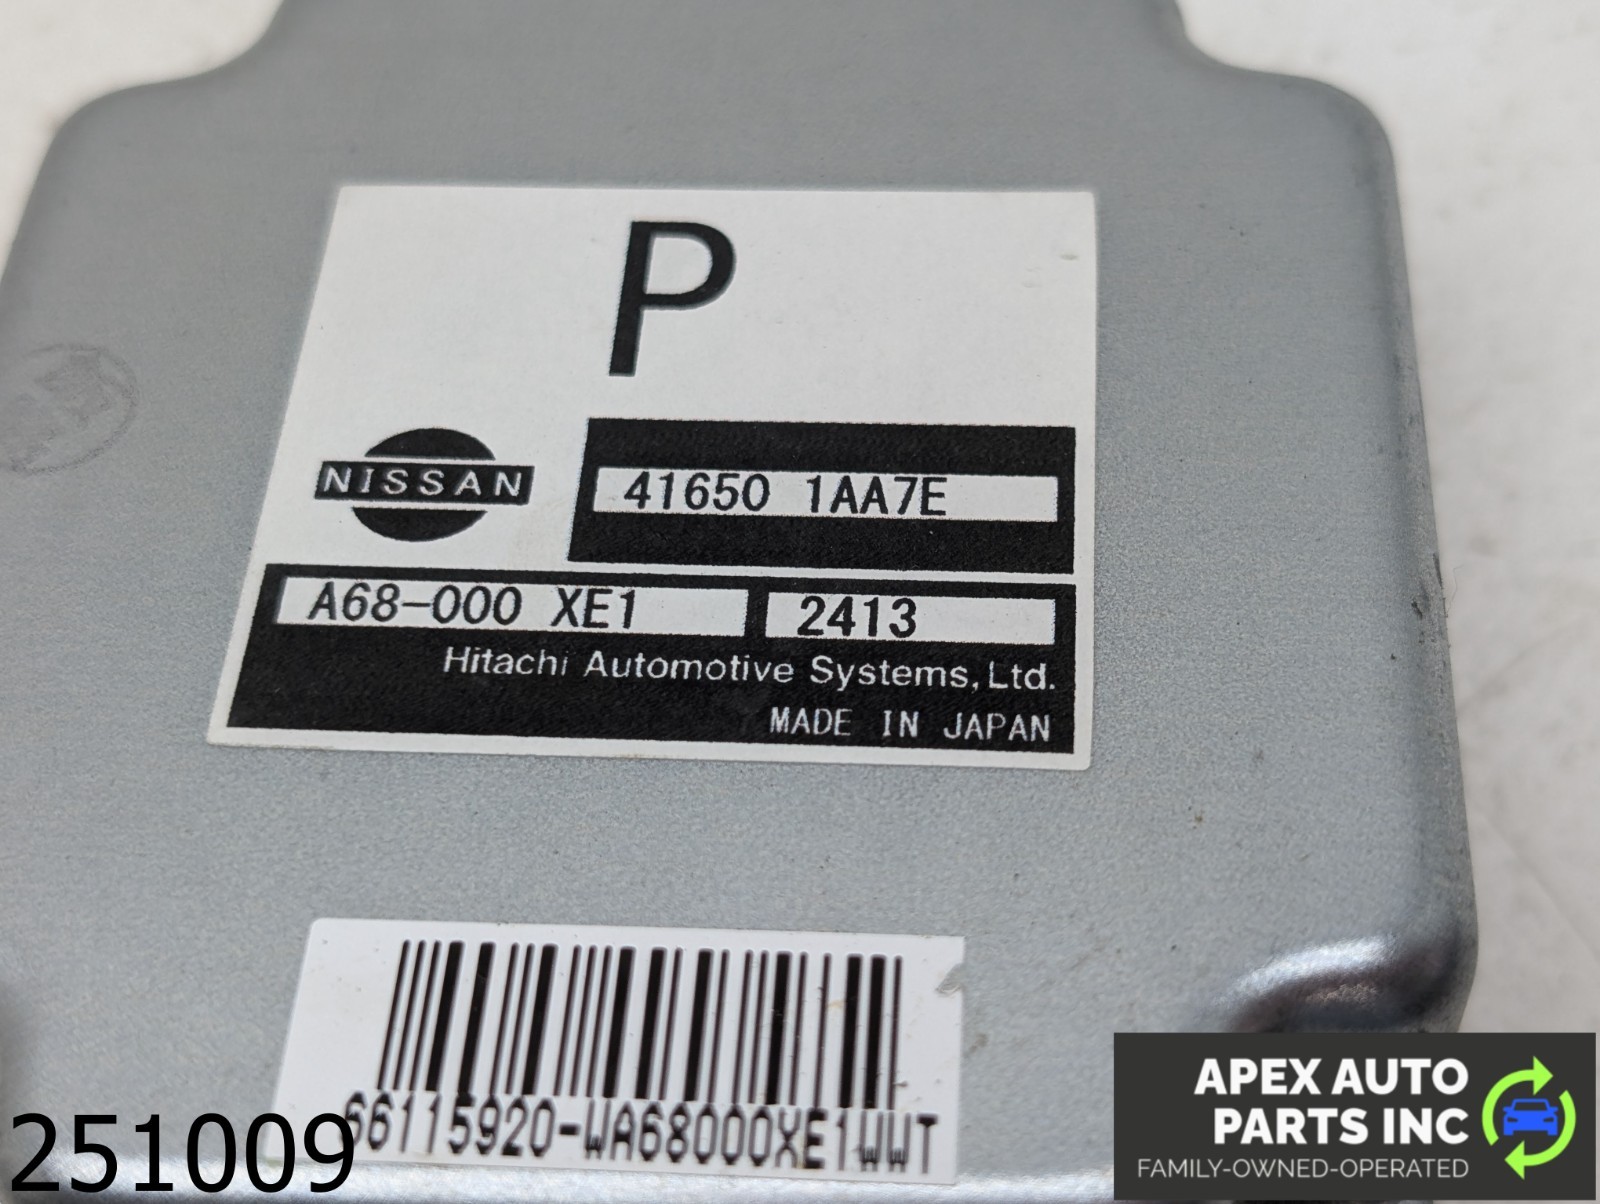 P
NISSAN
41650 1AA7E
A68-000 XE1
2413
Hitachi Automotive Systems, Ltd.
MADE IN JAPAN
66115920-WA68000XE1WWT
251009
APEX AUTO
PARTS INC
FAMILY-OWNED-OPERATED